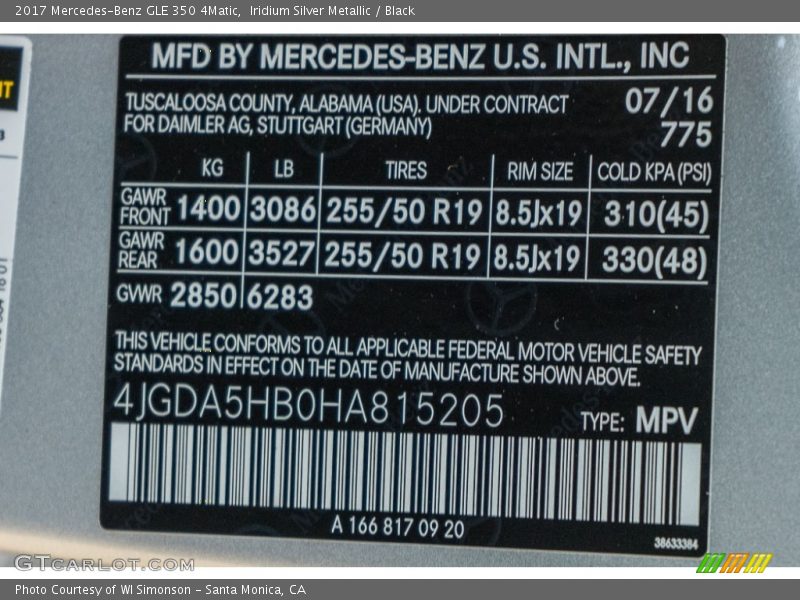 2017 Mercedes-Benz GLE 350 4Matic,  Iridium Silver Metallic / Black
MFD BY MERCEDES-BENZ U.S. INTL., INC
TUSCALOOSA COUNTY, ALABAMA (USA). UNDER CONTRACT 07/16
FOR DAIMLER AG, STUTTGART (GERMANY) 775
KG LB TIRES RIM SIZE COLD KPA (PSI)
GAWR FRONT 1400 3086 255/50 R19 8.5Jx19 310(45)
GAWR REAR 1600 3527 255/50 R19 8.5Jx19 330(48)
GVWR 2850 6283
THIS VEHICLE CONFORMS TO ALL APPLICABLE FEDERAL MOTOR VEHICLE SAFETY
STANDARDS IN EFFECT ON THE DATE OF MANUFACTURE SHOWN ABOVE.
4JGDA5HB0HA815205 TYPE: MPV
A 166 817 09 20
38633384
GTCARLOT.COM
Photo Courtesy of WI Simonson - Santa Monica, CA